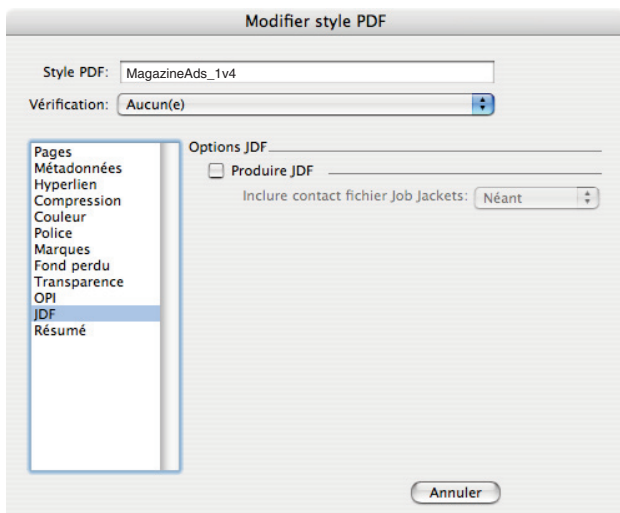 Modifier style PDF
Style PDF: MagazineAds_1v4
Vérification: Aucun(e)
Options JDF
Produire JDF
Inclure contact fichier Job Jackets: Néant
Pages
Métadonnées
Hyperlien
Compression
Couleur
Police
Marques
Fond perdu
Transparence
OPI
JDF
Résumé
Annuler